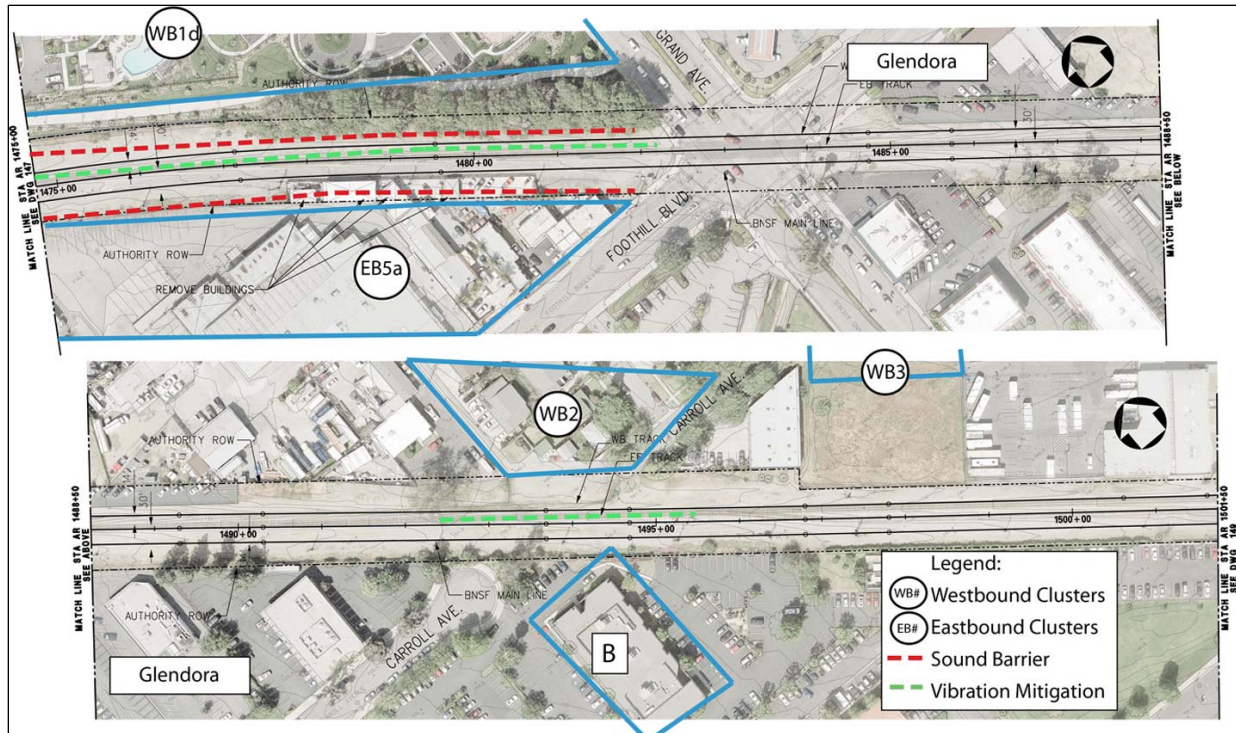 WB1d
GRAND AVE.
AUTHORITY ROW
Glendora
EB TRACK
14'
30'
MATCH LINE STA AR 1475+00
SEE DWG 147
1475+00
1480+00
1485+00
MATCH LINE STA AR 1488+50
SEE BELOW
AUTHORITY ROW
REMOVE BUILDINGS
EB5a
FOOTHILL BLVD.
BNSF MAIN LINE
WB2
CARROLL AVE.
WB3
AUTHORITY ROW
WB TRACK
EB TRACK
14'
30'
MATCH LINE STA AR 1488+50
SEE ABOVE
1490+00
1495+00
1500+00
MATCH LINE STA AR 1501+50
SEE DWG 149
AUTHORITY ROW
BNSF MAIN LINE
CARROLL AVE.
Glendora
B
Legend:
WB# Westbound Clusters
EB# Eastbound Clusters
Sound Barrier
Vibration Mitigation